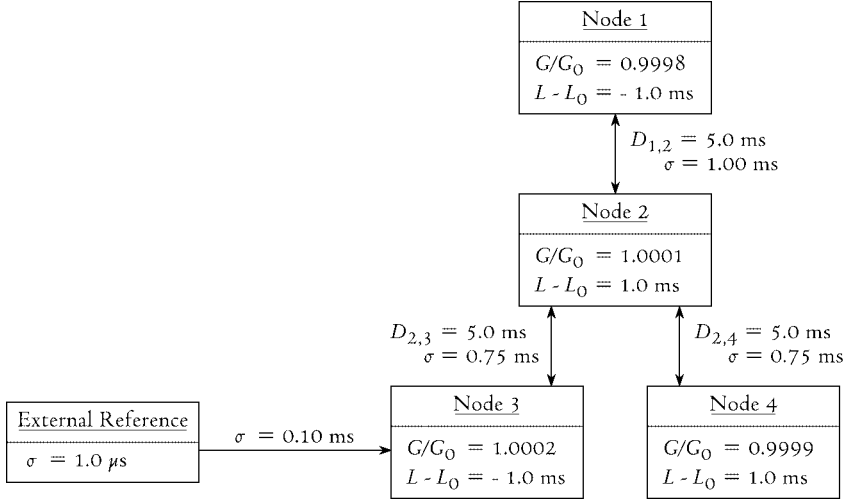 Node 1
G/G0 = 0.9998
L - L0 = - 1.0 ms
D1,2 = 5.0 ms
σ = 1.00 ms
Node 2
G/G0 = 1.0001
L - L0 = 1.0 ms
D2,3 = 5.0 ms
σ = 0.75 ms
D2,4 = 5.0 ms
σ = 0.75 ms
External Reference
σ = 1.0 µs
σ = 0.10 ms
Node 3
G/G0 = 1.0002
L - L0 = - 1.0 ms
Node 4
G/G0 = 0.9999
L - L0 = 1.0 ms